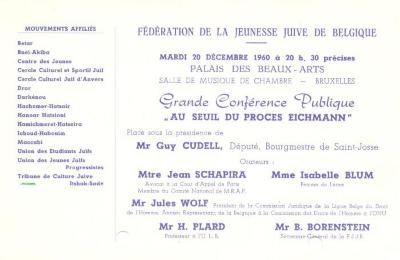 MOUVEMENTS AFFILIÉS
Betar
Bnei-Akiba
Centre des Jeunes
Cercle Culturel et Sportif Juif
Cercle Culturel Juif d'Anvers
Dror
Darkénou
Hachomer-Hatsair
Hanoar Hatsioni
Ichoud-Habonim
Maccabi
Union des Etudiants Juifs
Union des Jeunes Juifs
Progressistes
Tribune de Culture Juive
Itshok-Sade
FÉDÉRATION DE LA JEUNESSE JUIVE DE BELGIQUE
MARDI 20 DÉCEMBRE 1960 à 20 h. 30 précises
PALAIS DES BEAUX-ARTS
SALLE DE MUSIQUE DE CHAMBRE — BRUXELLES
Grande Conférence Publique
„AU SEUIL DU PROCES EICHMANN"
Placé sous la présidence de
Mr Guy CUDELL, Député, Bourgmestre de Saint-Josse
Orateurs :
Mtre Jean SCHAPIRA
Avocat à la Cour d'Appel de Paris
Membre du Comité National de M.R.A.P.
Mme Isabelle BLUM
Femme de Lettre
Mr Jules WOLF Président de la Commission Juridique de la Ligue Belge du Droit
de l'Homme, Ancien Représentant de la Belgique à la Commission des Droits de l'Homme à l'ONU
Mr H. PLARD
Professeur à l'U.L.B.
Mr B. BORENSTEIN
Secrétaire Général de la F.J.J.B.